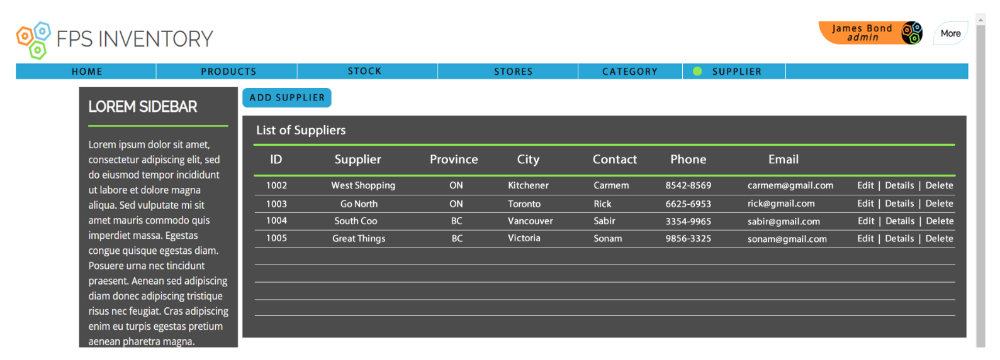 FPS INVENTORY
James Bond
admin
More
HOME PRODUCTS STOCK STORES CATEGORY SUPPLIER
LOREM SIDEBAR
Lorem ipsum dolor sit amet,
consectetur adipiscing elit, sed
do eiusmod tempor incididunt
ut labore et dolore magna
aliqua. Sed vulputate mi sit
amet mauris commodo quis
imperdiet massa. Egestas
congue quisque egestas diam.
Posuere urna nec tincidunt
praesent. Aenean sed adipiscing
diam donec adipiscing tristique
risus nec feugiat. Cras adipiscing
enim eu turpis egestas pretium
aenean pharetra magna.
ADD SUPPLIER
List of Suppliers
ID Supplier Province City Contact Phone Email
1002 West Shopping ON Kitchener Carmem 8542-8569 carmem@gmail.com Edit | Details | Delete
1003 Go North ON Toronto Rick 6625-6953 rick@gmail.com Edit | Details | Delete
1004 South Coo BC Vancouver Sabir 3354-9965 sabir@gmail.com Edit | Details | Delete
1005 Great Things BC Victoria Sonam 9856-3325 sonam@gmail.com Edit | Details | Delete